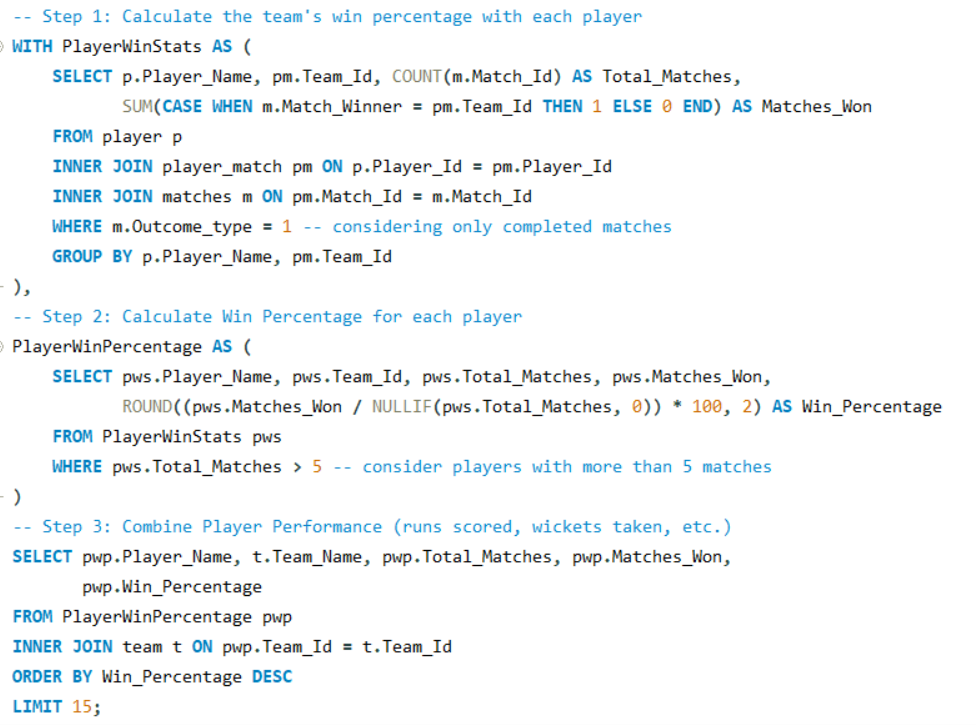 -- Step 1: Calculate the team's win percentage with each player
WITH PlayerWinStats AS (
    SELECT p.Player_Name, pm.Team_Id, COUNT(m.Match_Id) AS Total_Matches,
           SUM(CASE WHEN m.Match_Winner = pm.Team_Id THEN 1 ELSE 0 END) AS Matches_Won
    FROM player p
    INNER JOIN player_match pm ON p.Player_Id = pm.Player_Id
    INNER JOIN matches m ON pm.Match_Id = m.Match_Id
    WHERE m.Outcome_type = 1 -- considering only completed matches
    GROUP BY p.Player_Name, pm.Team_Id
),
-- Step 2: Calculate Win Percentage for each player
PlayerWinPercentage AS (
    SELECT pws.Player_Name, pws.Team_Id, pws.Total_Matches, pws.Matches_Won,
           ROUND((pws.Matches_Won / NULLIF(pws.Total_Matches, 0)) * 100, 2) AS Win_Percentage
    FROM PlayerWinStats pws
    WHERE pws.Total_Matches > 5 -- consider players with more than 5 matches
)
-- Step 3: Combine Player Performance (runs scored, wickets taken, etc.)
SELECT pwp.Player_Name, t.Team_Name, pwp.Total_Matches, pwp.Matches_Won,
       pwp.Win_Percentage
FROM PlayerWinPercentage pwp
INNER JOIN team t ON pwp.Team_Id = t.Team_Id
ORDER BY Win_Percentage DESC
LIMIT 15;